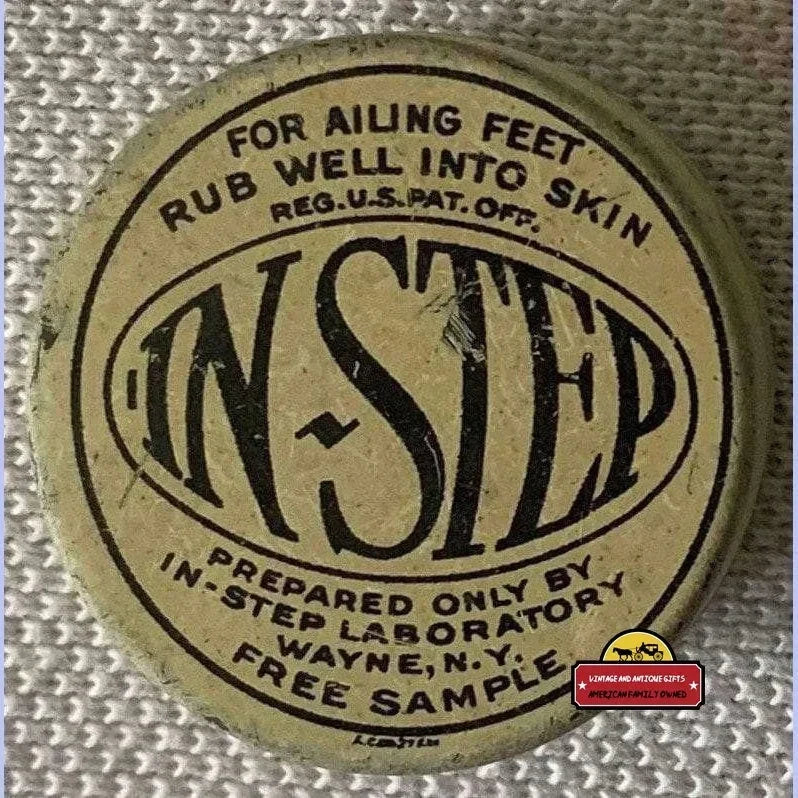 FOR AILING FEET
RUB WELL INTO SKIN
REG. U.S. PAT. OFF.
IN-STEP
PREPARED ONLY BY
IN-STEP LABORATORY
WAYNE, N.Y.
FREE SAMPLE
VINTAGE AND ANTIQUE GIFTS
AMERICAN FAMILY OWNED